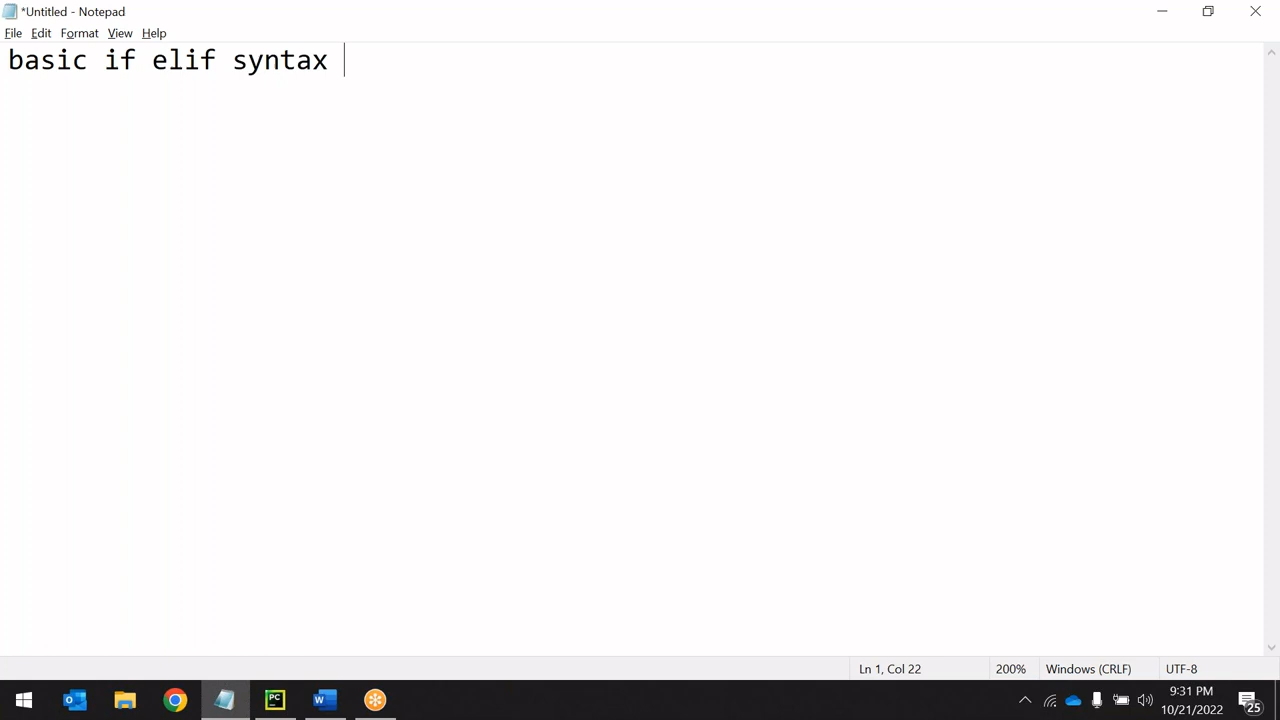 *Untitled - Notepad
File Edit Format View Help
basic if elif syntax
Ln 1, Col 22 200% Windows (CRLF) UTF-8
PC W 9:31 PM
10/21/2022 25